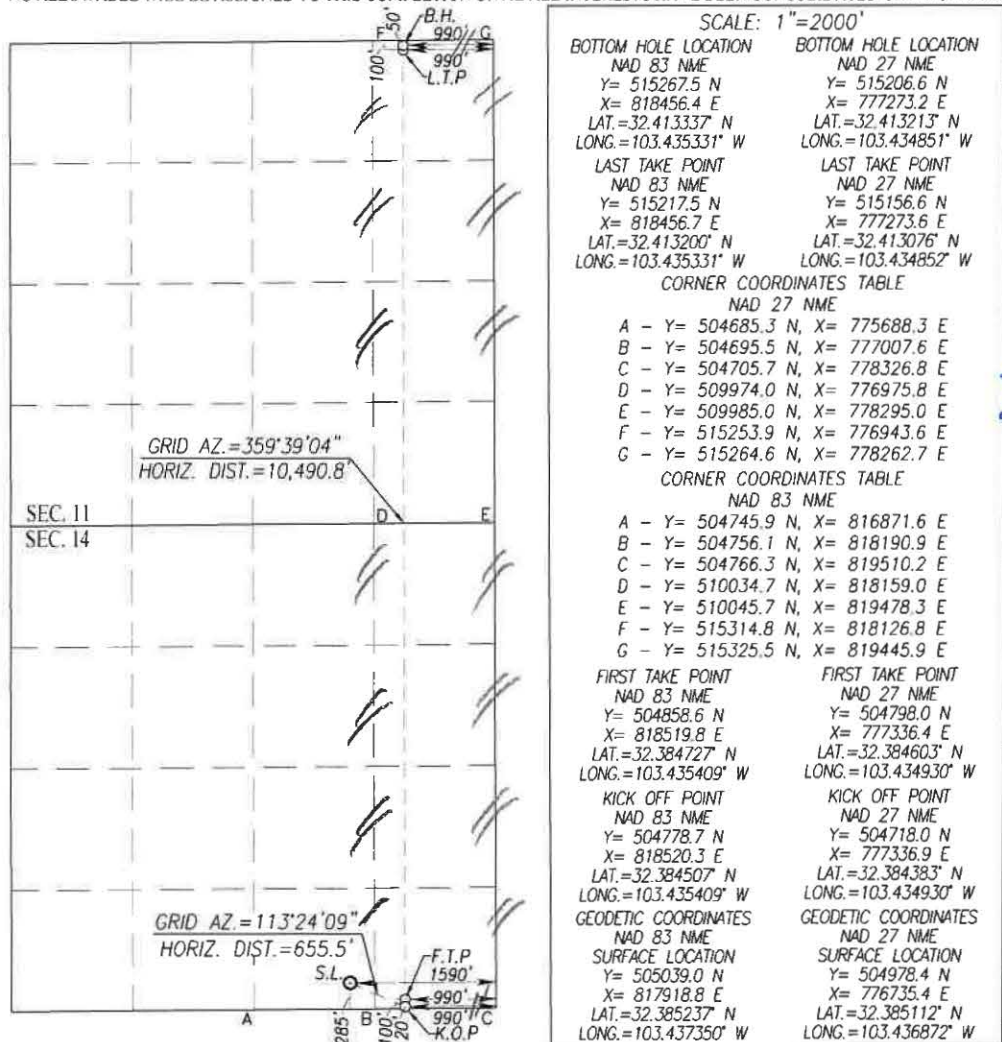 B.H.
50'
F
990'
G
100'
990'
L.T.P
GRID AZ.=359°39'04"
HORIZ. DIST.=10,490.8'
SEC. 11
D
E
SEC. 14
GRID AZ.=113°24'09"
HORIZ. DIST.=655.5'
F.T.P
S.L.
1590'
990'
A
285'
B
100'
20'
990'
K.O.P
C
SCALE: 1"=2000'
BOTTOM HOLE LOCATION
NAD 83 NME
Y= 515267.5 N
X= 818456.4 E
LAT.=32.413337° N
LONG.=103.435331° W
BOTTOM HOLE LOCATION
NAD 27 NME
Y= 515206.6 N
X= 777273.2 E
LAT.=32.413213° N
LONG.=103.434851° W
LAST TAKE POINT
NAD 83 NME
Y= 515217.5 N
X= 818456.7 E
LAT.=32.413200° N
LONG.=103.435331° W
LAST TAKE POINT
NAD 27 NME
Y= 515156.6 N
X= 777273.6 E
LAT.=32.413076° N
LONG.=103.434852° W
CORNER COORDINATES TABLE
NAD 27 NME
A - Y= 504685.3 N, X= 775688.3 E
B - Y= 504695.5 N, X= 777007.6 E
C - Y= 504705.7 N, X= 778326.8 E
D - Y= 509974.0 N, X= 776975.8 E
E - Y= 509985.0 N, X= 778295.0 E
F - Y= 515253.9 N, X= 776943.6 E
G - Y= 515264.6 N, X= 778262.7 E
CORNER COORDINATES TABLE
NAD 83 NME
A - Y= 504745.9 N, X= 816871.6 E
B - Y= 504756.1 N, X= 818190.9 E
C - Y= 504766.3 N, X= 819510.2 E
D - Y= 510034.7 N, X= 818159.0 E
E - Y= 510045.7 N, X= 819478.3 E
F - Y= 515314.8 N, X= 818126.8 E
G - Y= 515325.5 N, X= 819445.9 E
FIRST TAKE POINT
NAD 83 NME
Y= 504858.6 N
X= 818519.8 E
LAT.=32.384727° N
LONG.=103.435409° W
FIRST TAKE POINT
NAD 27 NME
Y= 504798.0 N
X= 777336.4 E
LAT.=32.384603° N
LONG.=103.434930° W
KICK OFF POINT
NAD 83 NME
Y= 504778.7 N
X= 818520.3 E
LAT.=32.384507° N
LONG.=103.435409° W
KICK OFF POINT
NAD 27 NME
Y= 504718.0 N
X= 777336.9 E
LAT.=32.384383° N
LONG.=103.434930° W
GEODETIC COORDINATES
NAD 83 NME
SURFACE LOCATION
Y= 505039.0 N
X= 817918.8 E
LAT.=32.385237° N
LONG.=103.437350° W
GEODETIC COORDINATES
NAD 27 NME
SURFACE LOCATION
Y= 504978.4 N
X= 776735.4 E
LAT.=32.385112° N
LONG.=103.436872° W